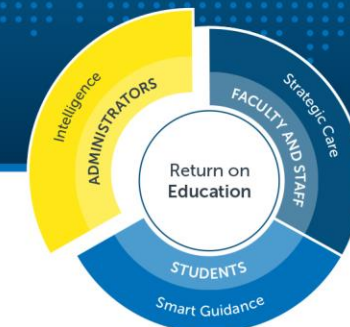 Intelligence
ADMINISTRATORS
Strategic Care
FACULTY AND STAFF
Return on
Education
STUDENTS
Smart Guidance